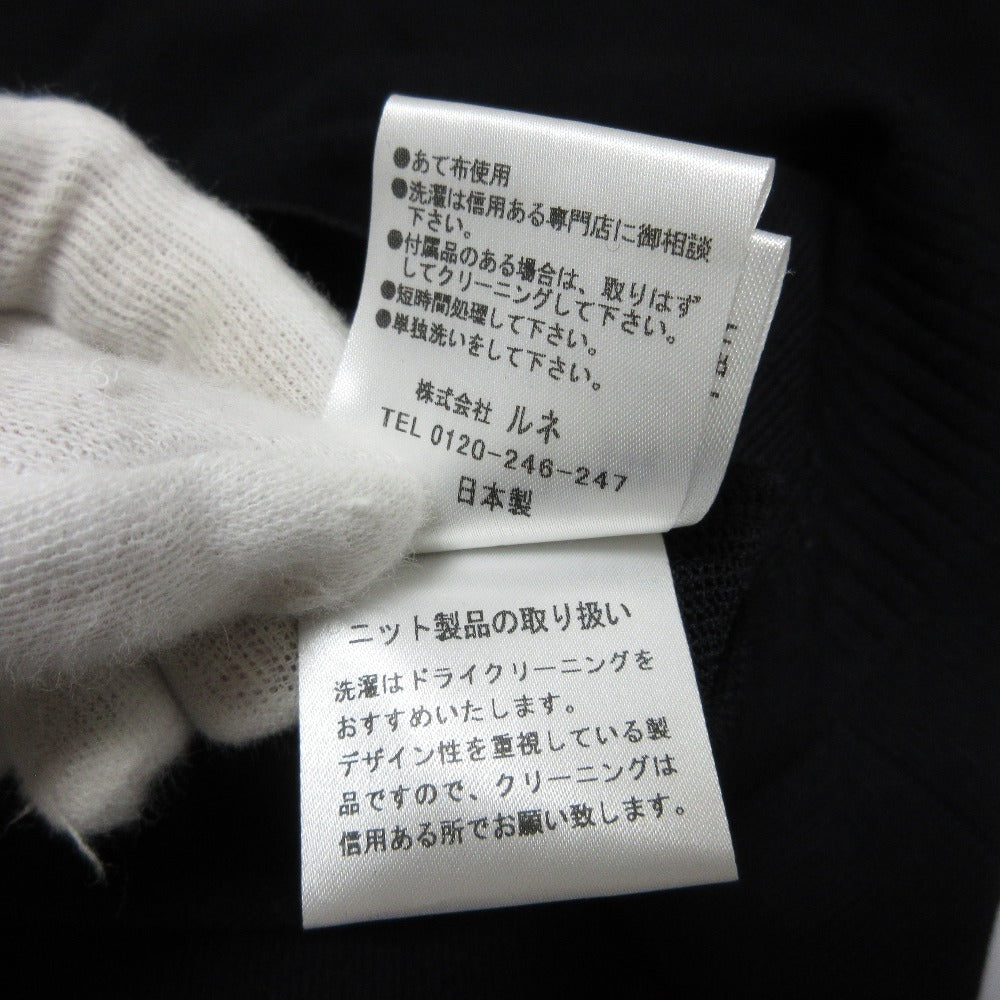 ●あて布使用
●洗濯は信用ある専門店に御相談
下さい。
●付属品のある場合は、取りはず
してクリーニングして下さい。
●短時間処理して下さい。
●単独洗いをして下さい。
株式会社 ルネ
TEL 0120-246-247
日本製
ニット製品の取り扱い
洗濯はドライクリーニングを
おすすめいたします。
デザイン性を重視している製
品ですので、クリーニングは
信用ある所でお願い致します。